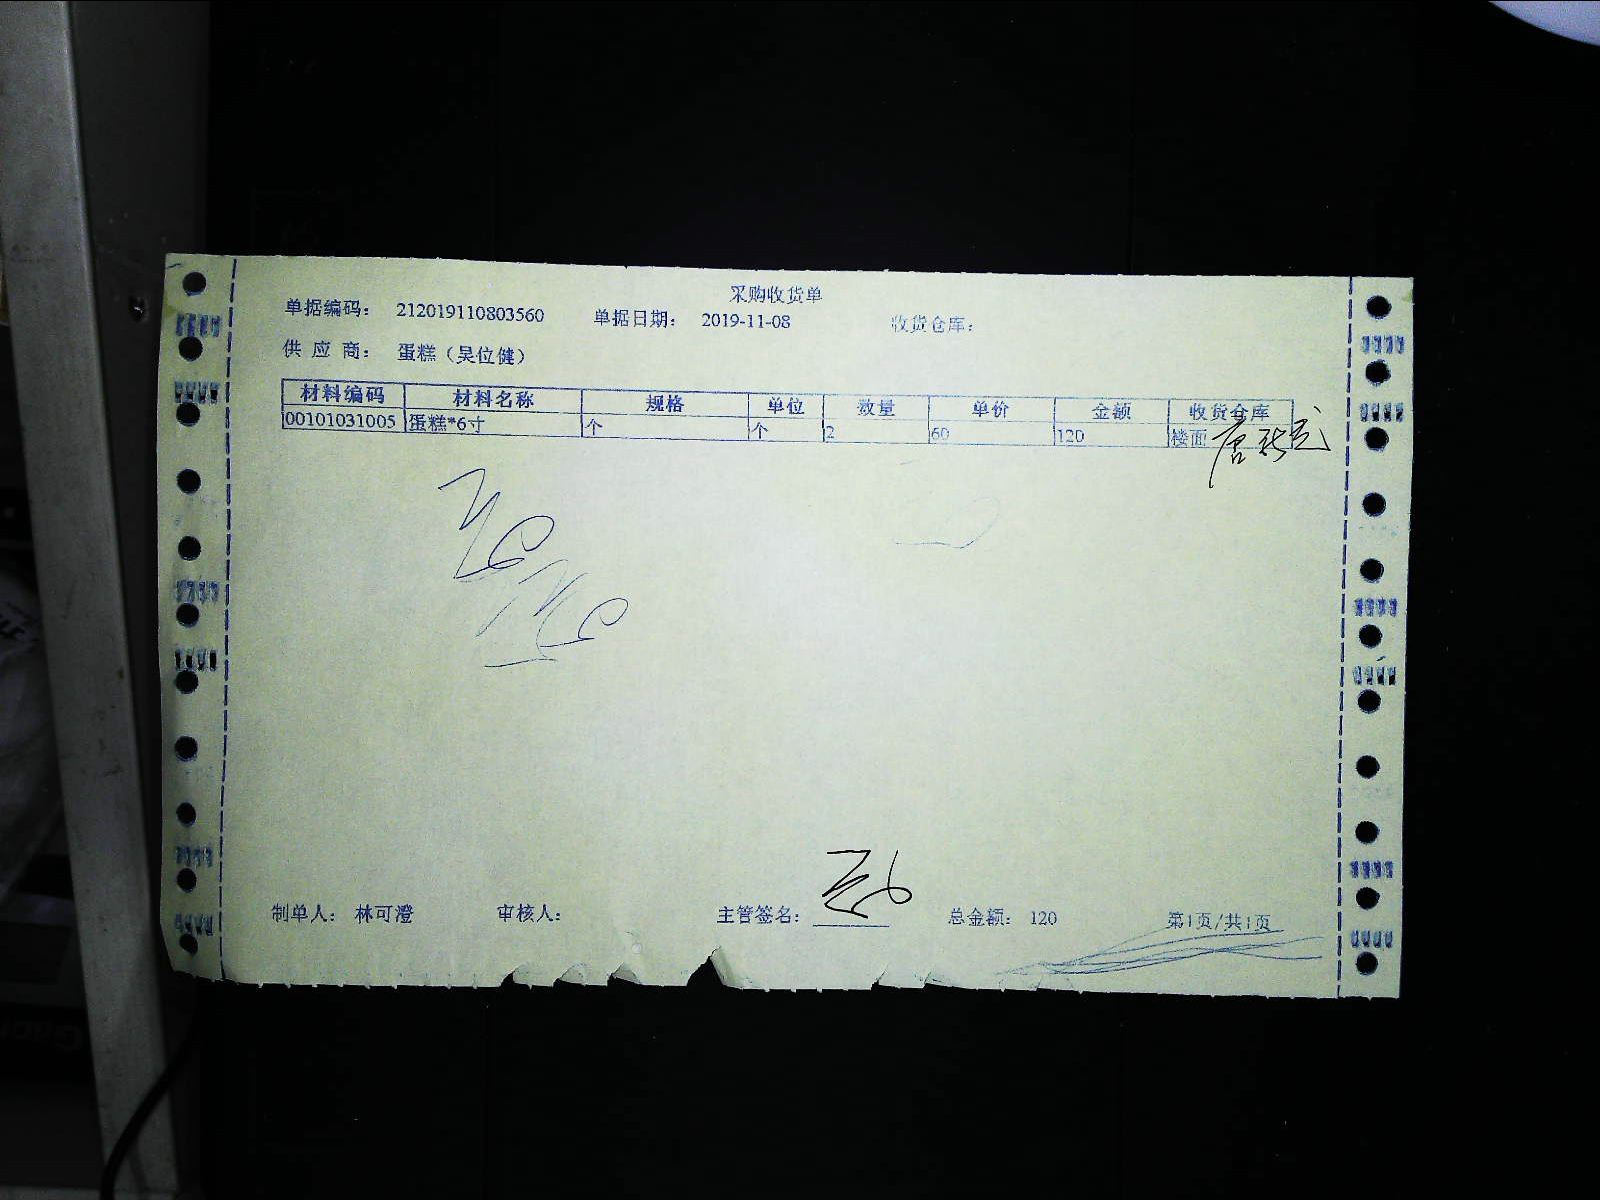 采购收货单
单据编码： 212019110803560 单据日期： 2019-11-08 收货仓库：
供 应 商： 蛋糕（吴位健）
材料编码 材料名称 规格 单位 数量 单价 金额 收货仓库
00101031005 蛋糕*6寸 个 个 2 60 120 楼面
制单人： 林可澄 审核人： 主管签名： 总金额： 120 第1页/共1页